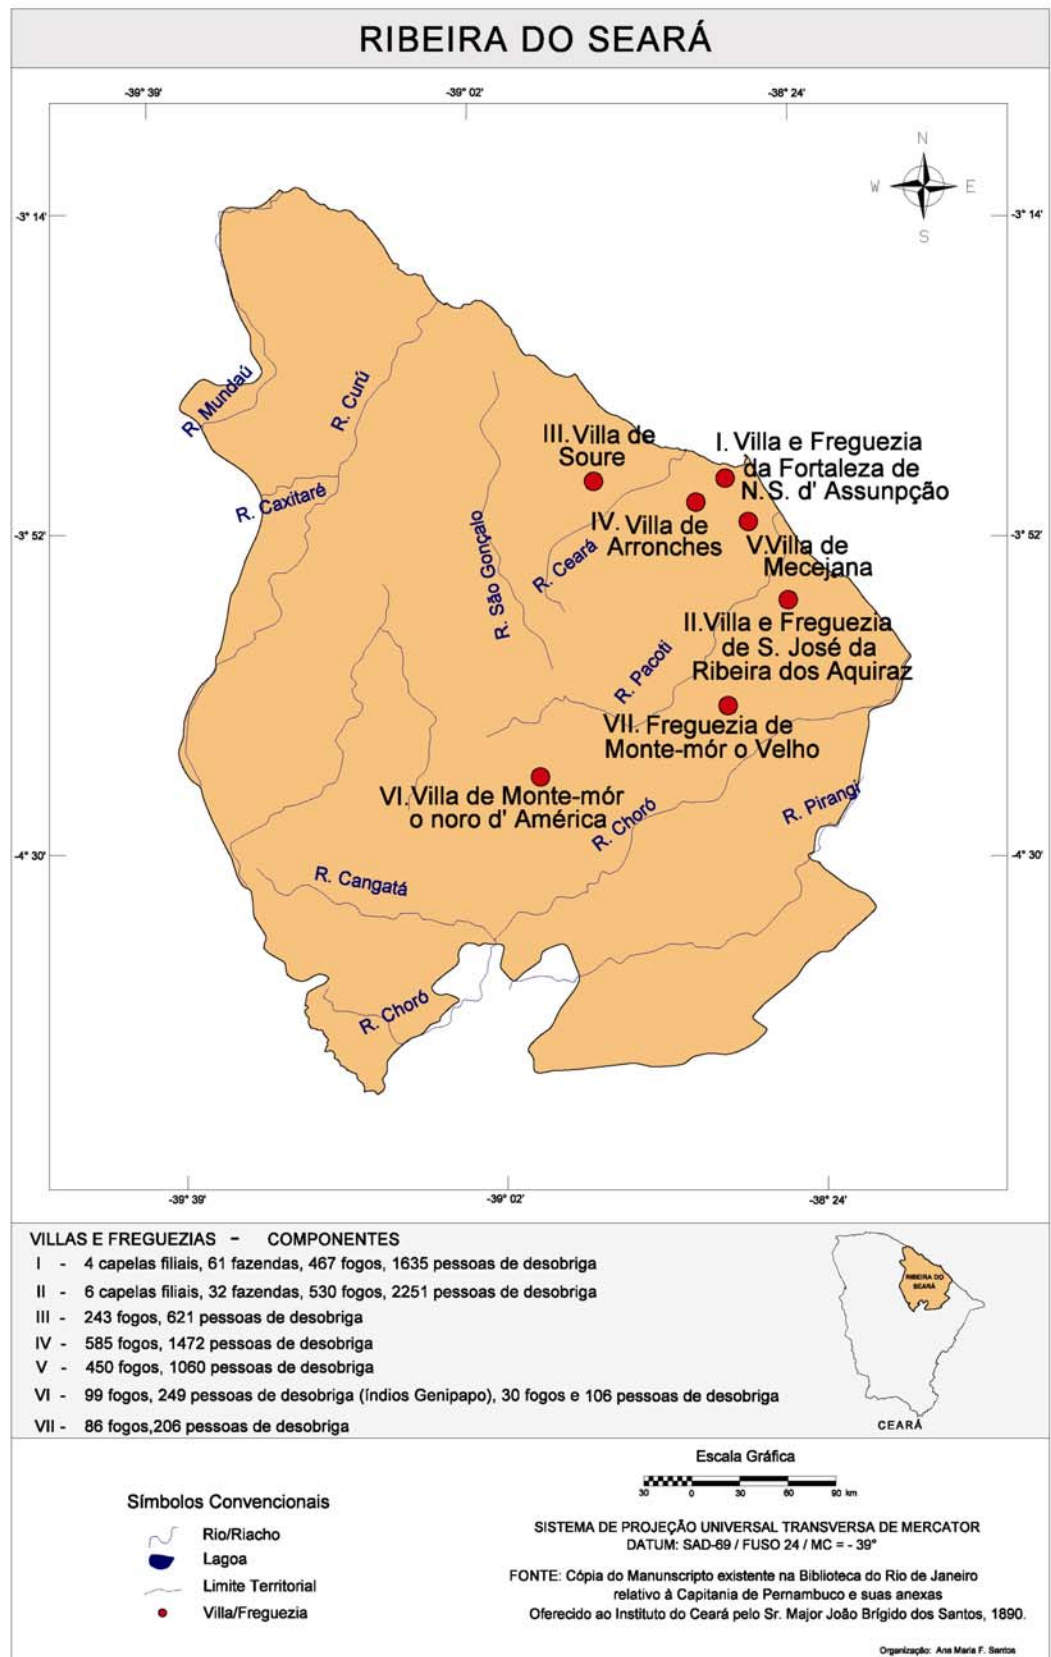 RIBEIRA DO SEARÁ
-39° 39'
-39° 02'
-38° 24'
N
W
E
S
-3° 14'
-3° 14'
R. Mundaú
R. Curú
R. Caxitaré
R. São Gonçalo
R. Ceará
III. Villa de
Soure
I. Villa e Freguezia
da Fortaleza de
N.S. d' Assunpção
IV. Villa de
Arronches
V.Villa de
Mecejana
-3° 52'
-3° 52'
II.Villa e Freguezia
de S. José da
Ribeira dos Aquiraz
R. Pacoti
VII. Freguezia de
Monte-mór o Velho
VI.Villa de Monte-mór
o noro d' América
R. Choró
R. Pirangi
-4° 30'
-4° 30'
R. Cangatá
R. Choró
-39° 39'
-39° 02'
-38° 24'
VILLAS E FREGUEZIAS - COMPONENTES
I - 4 capelas filiais, 61 fazendas, 467 fogos, 1635 pessoas de desobriga
II - 6 capelas filiais, 32 fazendas, 530 fogos, 2251 pessoas de desobriga
III - 243 fogos, 621 pessoas de desobriga
IV - 585 fogos, 1472 pessoas de desobriga
V - 450 fogos, 1060 pessoas de desobriga
VI - 99 fogos, 249 pessoas de desobriga (Índios Genipapo), 30 fogos e 106 pessoas de desobriga
VII - 86 fogos,206 pessoas de desobriga
RIBEIRA DO
SEARÁ
CEARÁ
Símbolos Convencionais
Rio/Riacho
Lagoa
Limite Territorial
Villa/Freguezia
Escala Gráfica
30 0 30 60 90 km
SISTEMA DE PROJEÇÃO UNIVERSAL TRANSVERSA DE MERCATOR
DATUM: SAD-69 / FUSO 24 / MC = - 39°
FONTE: Cópia do Manunscripto existente na Biblioteca do Rio de Janeiro
relativo à Capitania de Pernambuco e suas anexas
Oferecido ao Instituto do Ceará pelo Sr. Major João Brígido dos Santos, 1890.
Organização: Ana Maria F. Santos